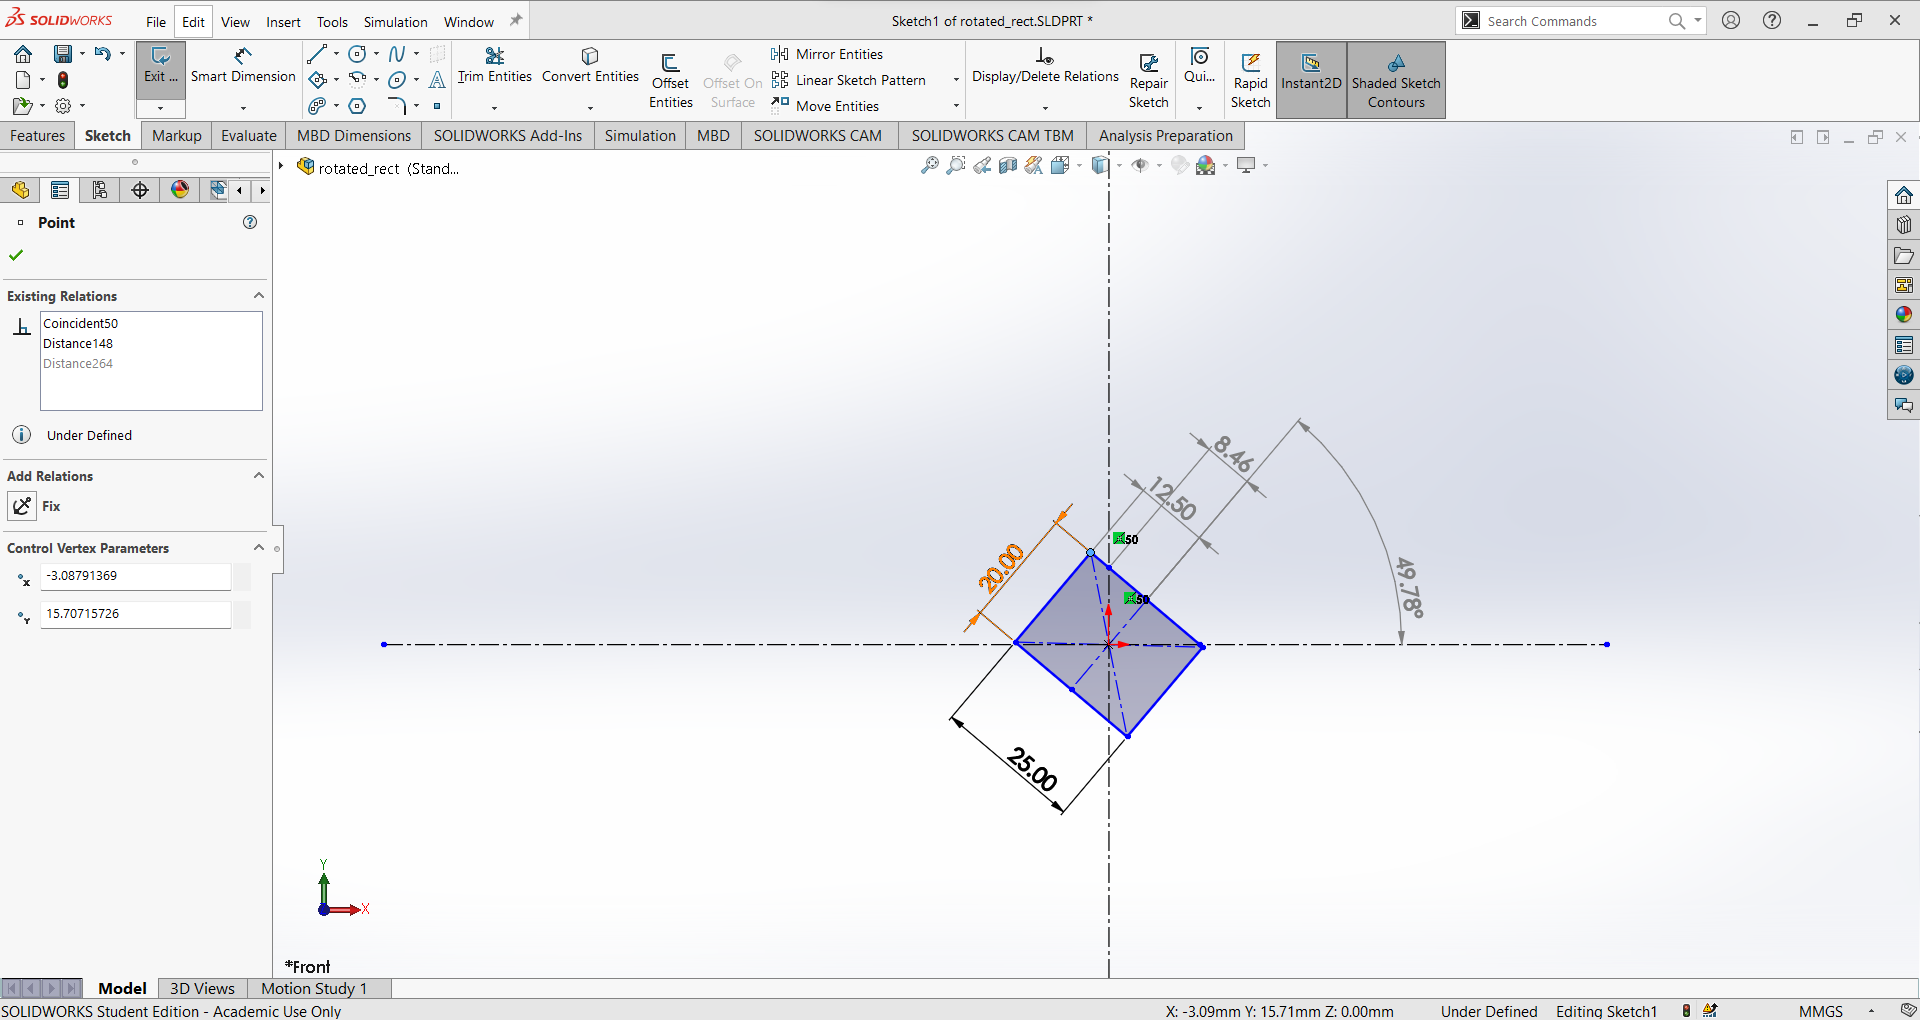 SOLIDWORKS File Edit View Insert Tools Simulation Window Sketch1 of rotated_rect.SLDPRT * Search Commands
Exit ... Smart Dimension Trim Entities Convert Entities Offset Entities Offset On Surface Mirror Entities Linear Sketch Pattern Move Entities Display/Delete Relations Repair Sketch Qui... Rapid Sketch Instant2D Shaded Sketch Contours
Features Sketch Markup Evaluate MBD Dimensions SOLIDWORKS Add-Ins Simulation MBD SOLIDWORKS CAM SOLIDWORKS CAM TBM Analysis Preparation
rotated_rect (Stand...
Point
Existing Relations
Coincident50
Distance148
Distance264
Under Defined
Add Relations
Fix
Control Vertex Parameters
X -3.08791369
Y 15.70715726
8.46
12.50
50
20.00
49.78°
50
25.00
Y
X
*Front
Model 3D Views Motion Study 1
SOLIDWORKS Student Edition - Academic Use Only X: -3.09mm Y: 15.71mm Z: 0.00mm Under Defined Editing Sketch1 MMGS